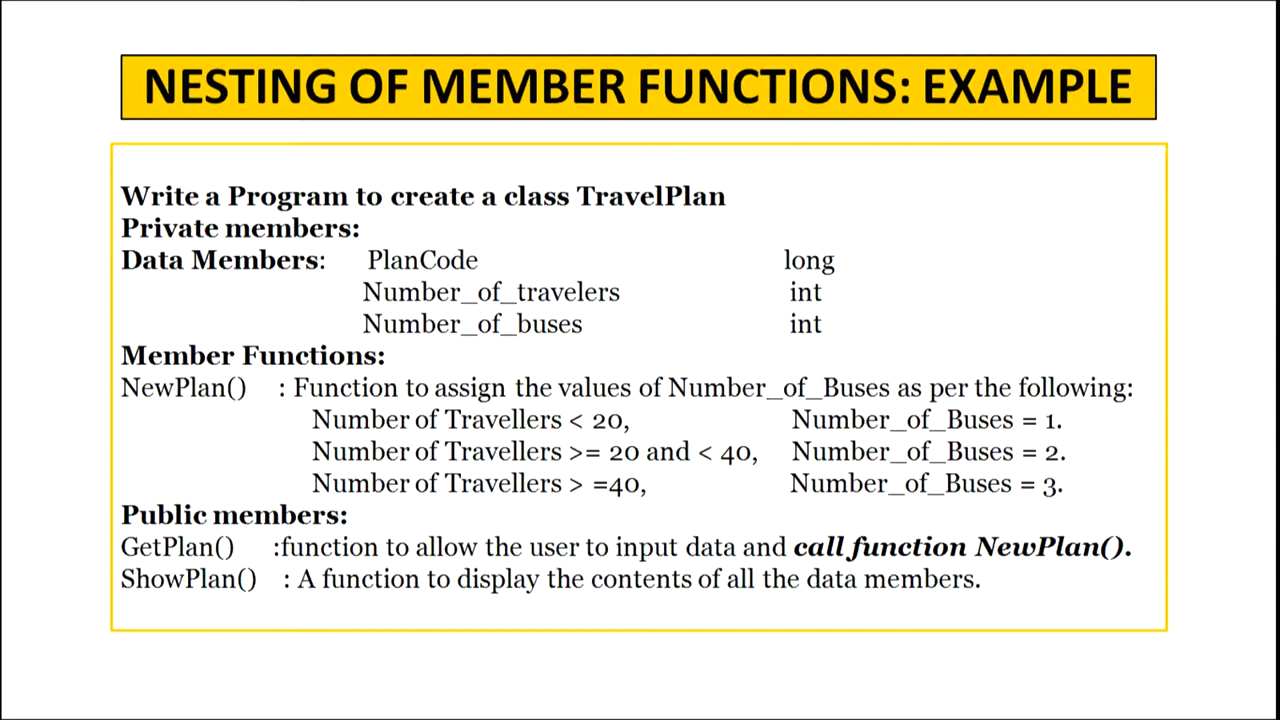 NESTING OF MEMBER FUNCTIONS: EXAMPLE
Write a Program to create a class TravelPlan
Private members:
Data Members: PlanCode long
Number_of_travelers int
Number_of_buses int
Member Functions:
NewPlan() : Function to assign the values of Number_of_Buses as per the following:
Number of Travellers < 20, Number_of_Buses = 1.
Number of Travellers >= 20 and < 40, Number_of_Buses = 2.
Number of Travellers > =40, Number_of_Buses = 3.
Public members:
GetPlan() :function to allow the user to input data and call function NewPlan().
ShowPlan() : A function to display the contents of all the data members.